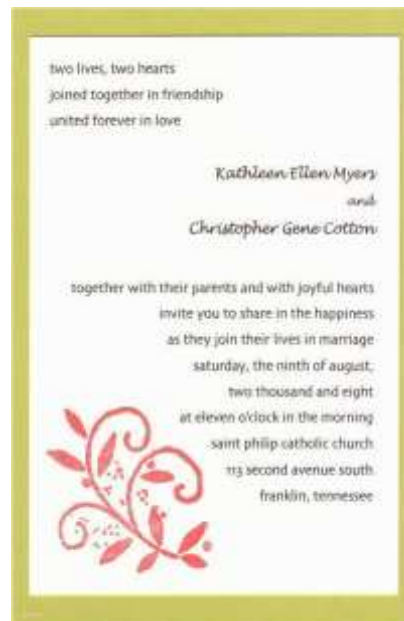 two lives, two hearts
joined together in friendship
united forever in love
Kathleen Ellen Myers
and
Christopher Gene Cotton
together with their parents and with joyful hearts
invite you to share in the happiness
as they join their lives in marriage
saturday, the ninth of august,
two thousand and eight
at eleven o'clock in the morning
saint philip catholic church
113 second avenue south
franklin, tennessee